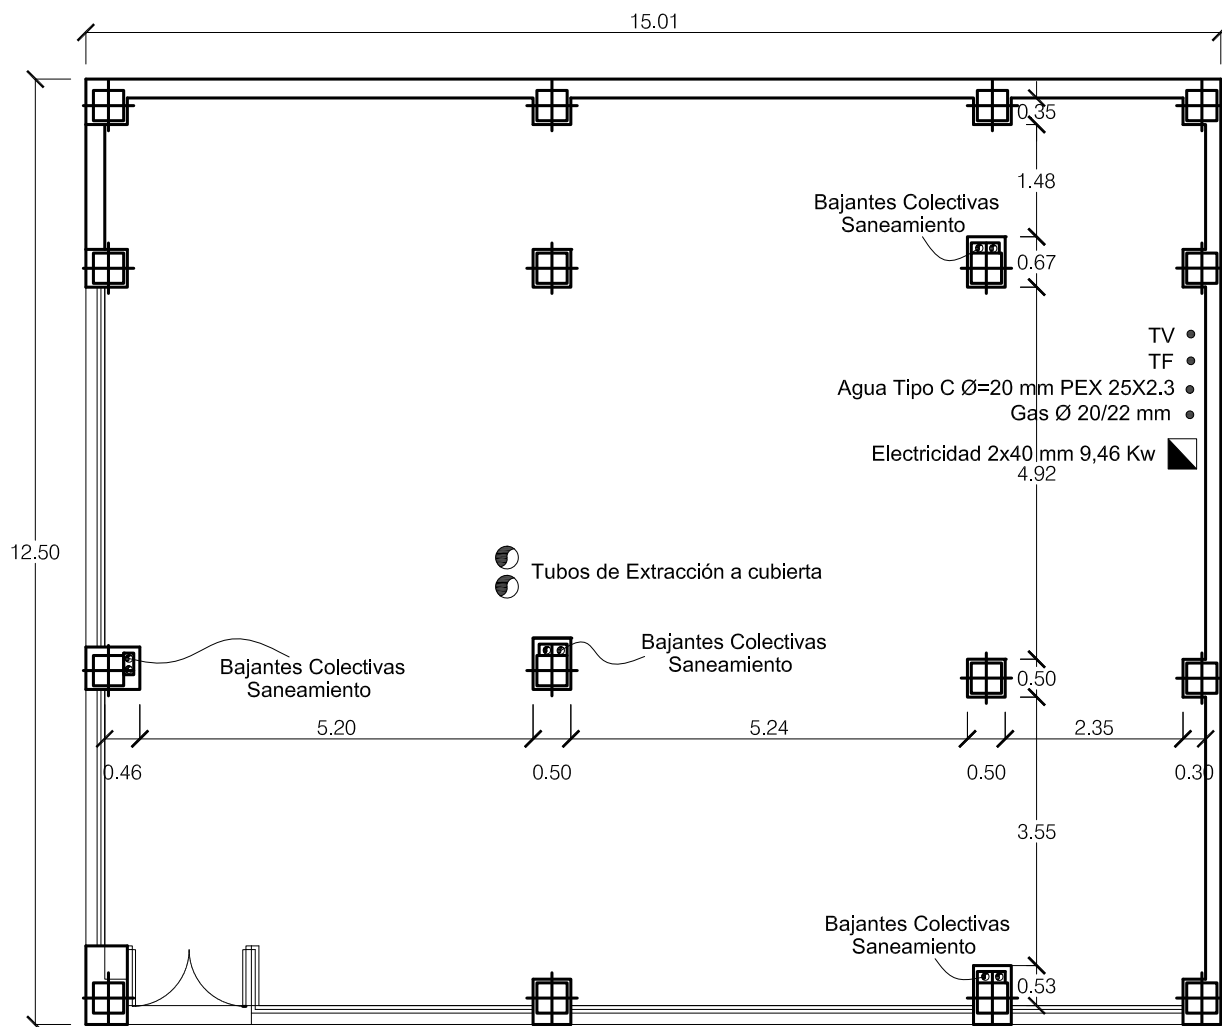 15.01
0.35
1.48
Bajantes Colectivas
Saneamiento
0.67
TV
TF
Agua Tipo C Ø=20 mm PEX 25X2.3
Gas Ø 20/22 mm
Electricidad 2x40 mm 9,46 Kw
4.92
12.50
Tubos de Extracción a cubierta
Bajantes Colectivas
Saneamiento
Bajantes Colectivas
Saneamiento
0.50
5.20
5.24
2.35
0.46
0.50
0.50
0.30
3.55
Bajantes Colectivas
Saneamiento
0.53